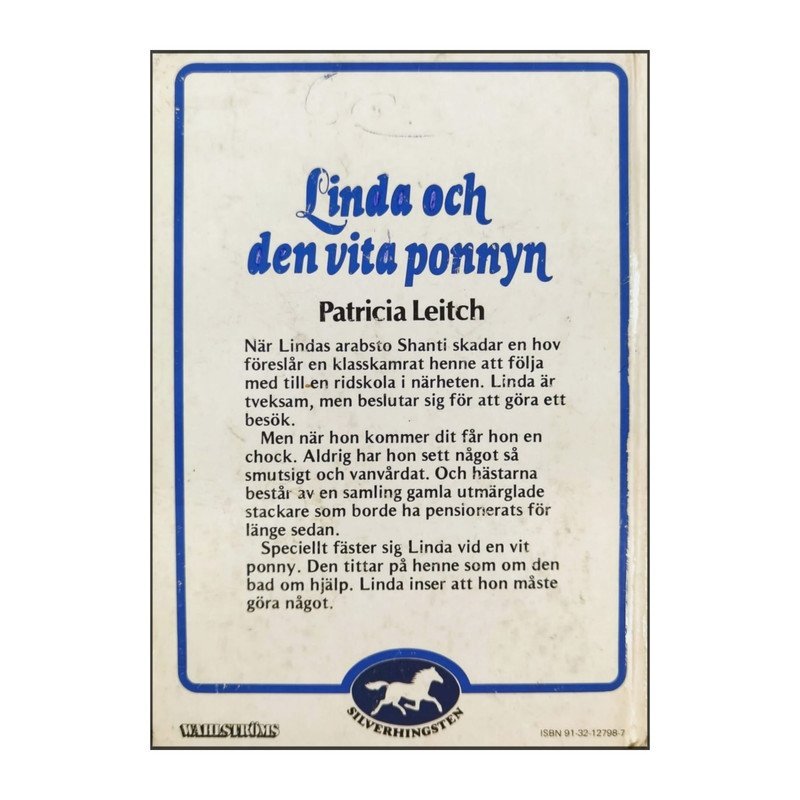 Linda och
den vita ponnyn
Patricia Leitch
När Lindas arabsto Shanti skadar en hov
föreslår en klasskamrat henne att följa
med till en ridskola i närheten. Linda är
tveksam, men beslutar sig för att göra ett
besök.
Men när hon kommer dit får hon en
chock. Aldrig har hon sett något så
smutsigt och vanvårdat. Och hästarna
består av en samling gamla utmärglade
stackare som borde ha pensionerats för
länge sedan.
Speciellt fäster sig Linda vid en vit
ponny. Den tittar på henne som om den
bad om hjälp. Linda inser att hon måste
göra något.
SILVERHINGSTEN
WAHLSTRÖMS
ISBN 91-32-12798-7